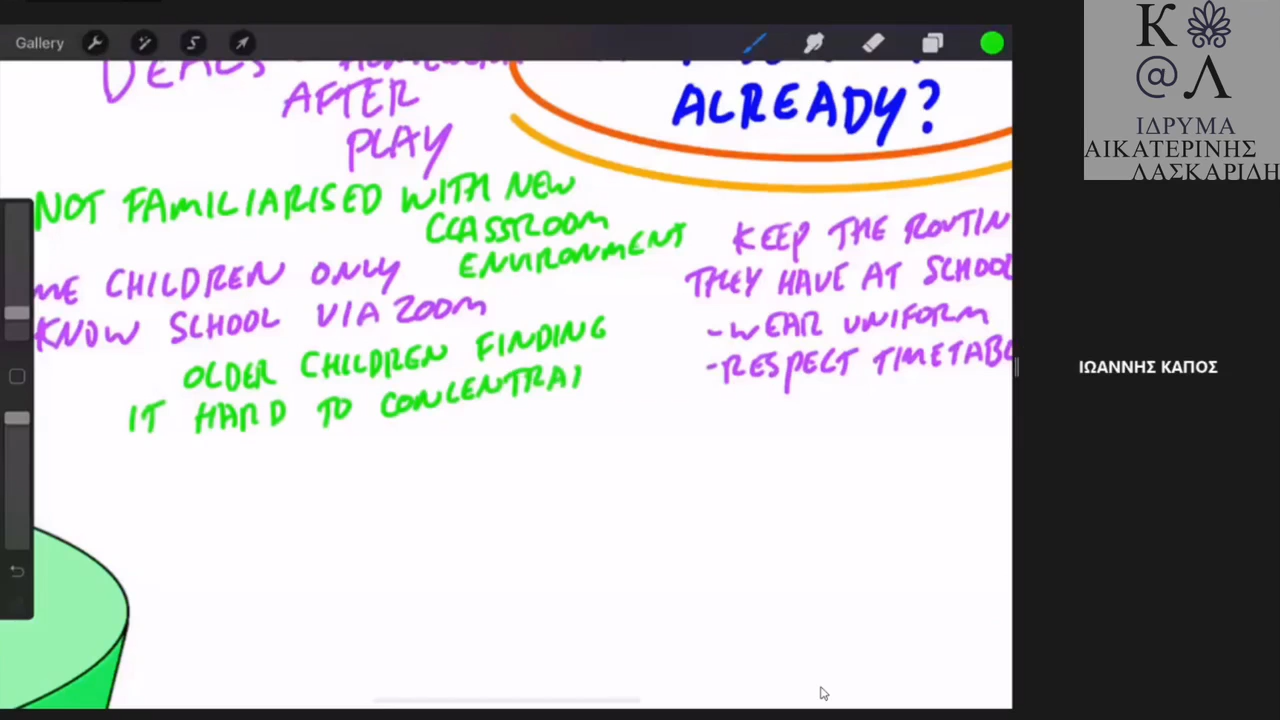 Gallery
AFTER
PLAY
ALREADY?
NOT FAMILIARISED WITH NEW
CLASSROOM
ENVIRONMENT
ME CHILDREN ONLY
KNOW SCHOOL VIA ZOOM
OLDER CHILDREN FINDING
IT HARD TO CONCENTRAT
KEEP THE ROUTIN
THEY HAVE AT SCHOOL
-WEAR UNIFORM
-RESPECT TIMETAB
Κ
@Λ
ΙΔΡΥΜΑ
ΑΙΚΑΤΕΡΙΝΗΣ
ΛΑΣΚΑΡΙΔΗ
ΙΩΑΝΝΗΣ ΚΑΠΟΣ